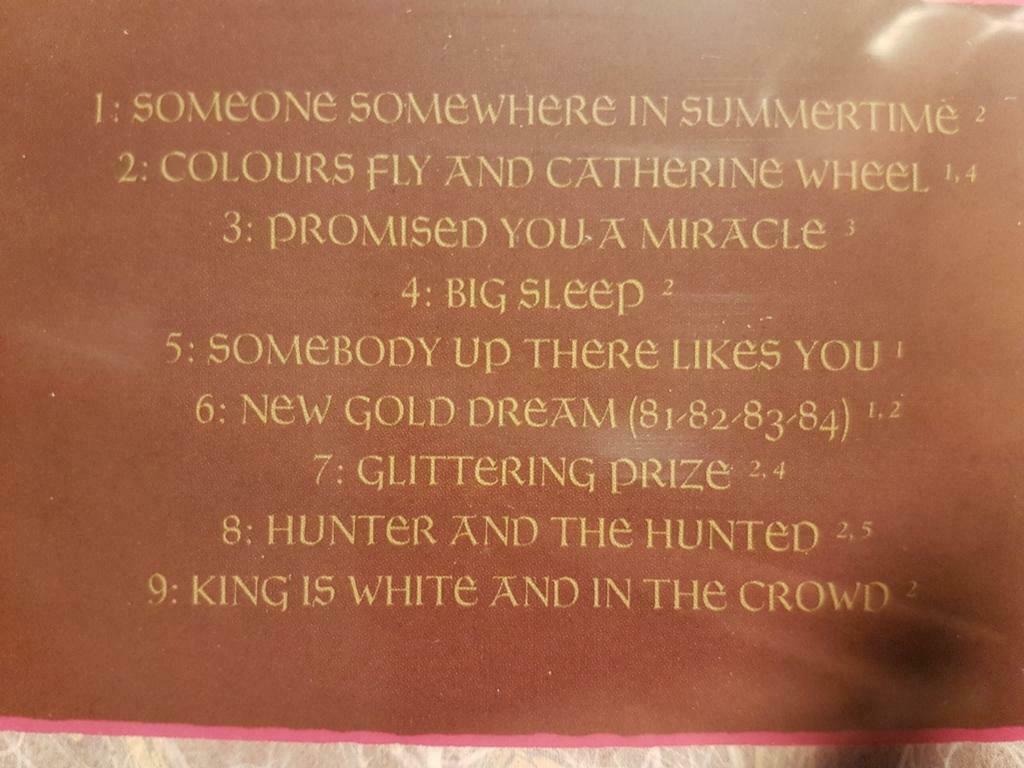 1: SOMEONE SOMEWHERE IN SUMMERTIME 2
2: COLOURS FLY AND CATHERINE WHEEL 1, 4
3: PROMISED YOU A MIRACLE 3
4: BIG SLEEP 2
5: SOMEBODY UP THERE LIKES YOU 1
6: NEW GOLD DREAM (81-82-83-84) 1, 2
7: GLITTERING PRIZE 2, 4
8: HUNTER AND THE HUNTED 2, 5
9: KING IS WHITE AND IN THE CROWD 2